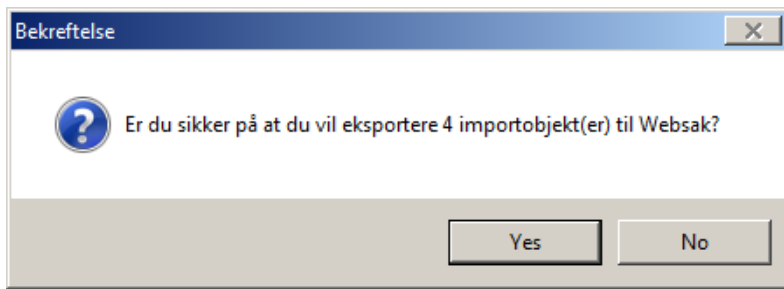 Bekreftelse
Er du sikker på at du vil eksportere 4 importobjekt(er) til Websak?
Yes
No